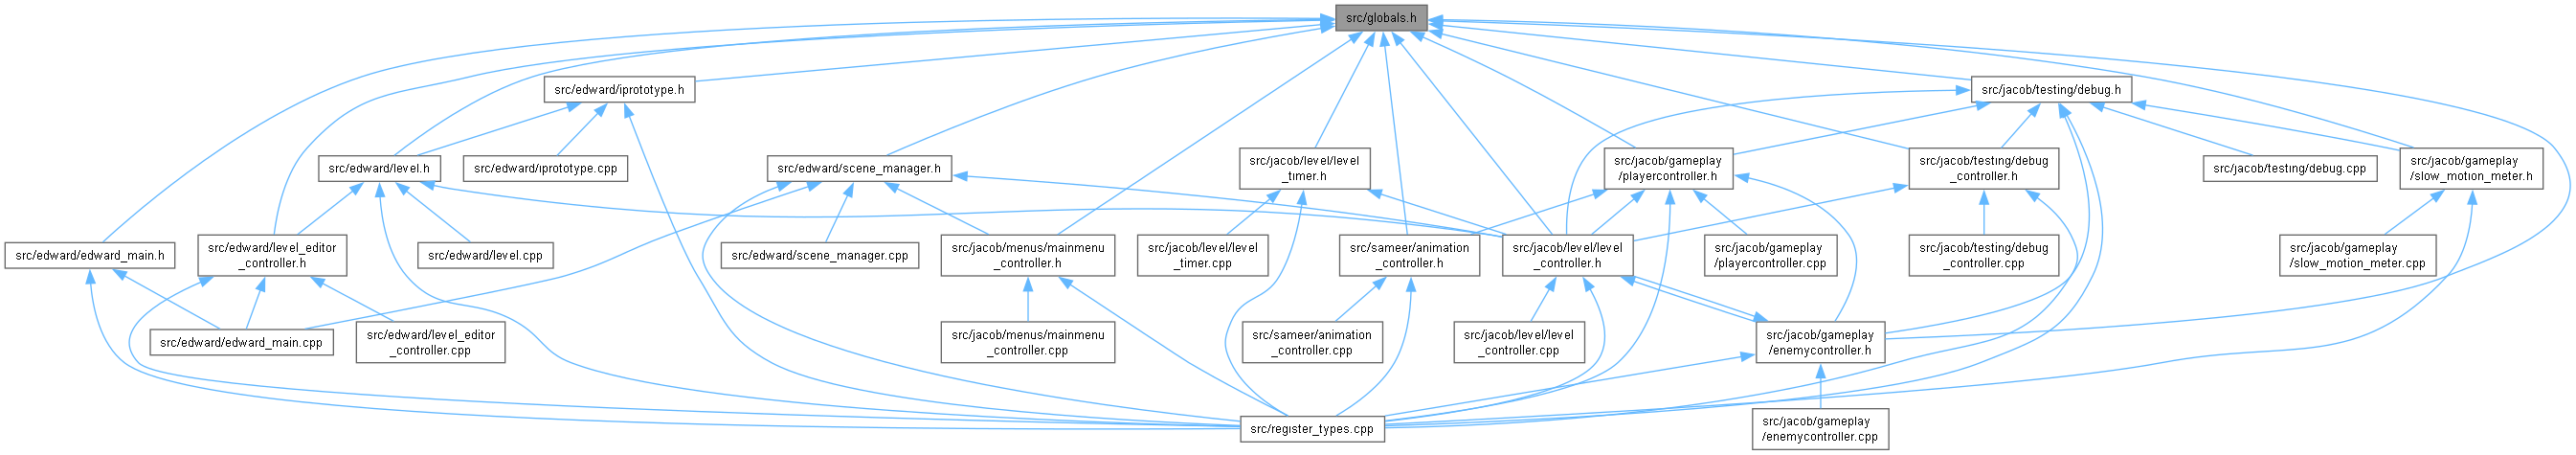 src/globals.h
src/edward/iprototype.h
src/jacob/testing/debug.h
src/edward/level.h
src/edward/iprototype.cpp
src/edward/scene_manager.h
src/jacob/level/level
_timer.h
src/jacob/gameplay
/playercontroller.h
src/jacob/testing/debug
_controller.h
src/jacob/testing/debug.cpp
src/jacob/gameplay
/slow_motion_meter.h
src/edward/edward_main.h
src/edward/level_editor
_controller.h
src/edward/level.cpp
src/edward/scene_manager.cpp
src/jacob/menus/mainmenu
_controller.h
src/jacob/level/level
_timer.cpp
src/sameer/animation
_controller.h
src/jacob/level/level
_controller.h
src/jacob/gameplay
/playercontroller.cpp
src/jacob/testing/debug
_controller.cpp
src/jacob/gameplay
/slow_motion_meter.cpp
src/edward/edward_main.cpp
src/edward/level_editor
_controller.cpp
src/jacob/menus/mainmenu
_controller.cpp
src/sameer/animation
_controller.cpp
src/jacob/level/level
_controller.cpp
src/jacob/gameplay
/enemycontroller.h
src/register_types.cpp
src/jacob/gameplay
/enemycontroller.cpp